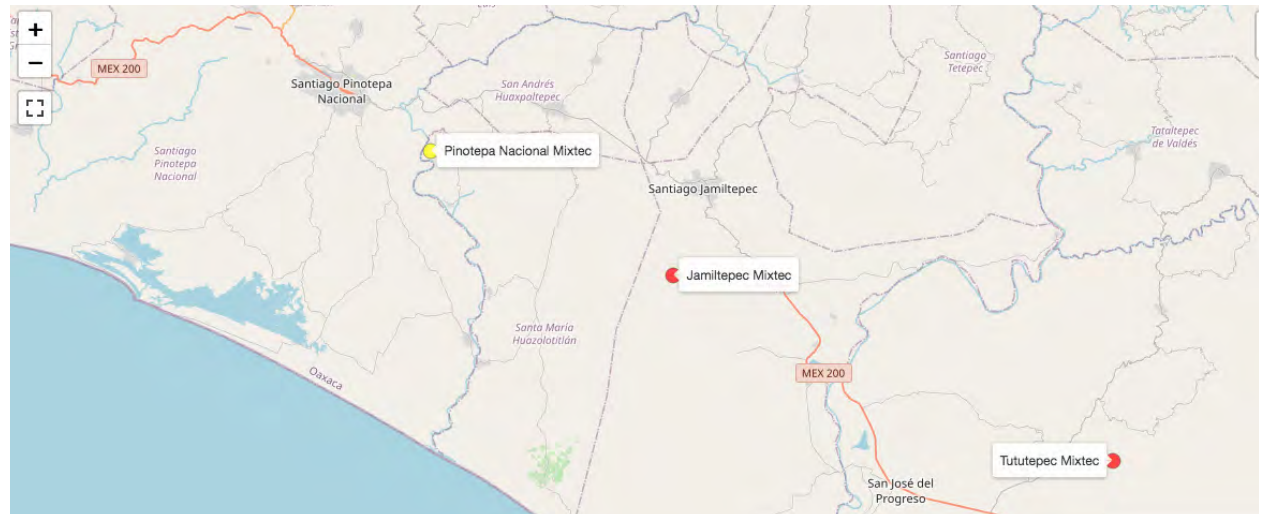 +
−
MEX 200
Santiago Pinotepa
Nacional
San Andrés
Huaxpaltepec
Santiago
Tetepec
Pinotepa Nacional Mixtec
Santiago
Pinotepa
Nacional
Tataltepec
de Valdés
Santiago Jamiltepec
Jamiltepec Mixtec
Santa María
Huazolotitlán
Oaxaca
MEX 200
Tututepec Mixtec
San José del
Progreso